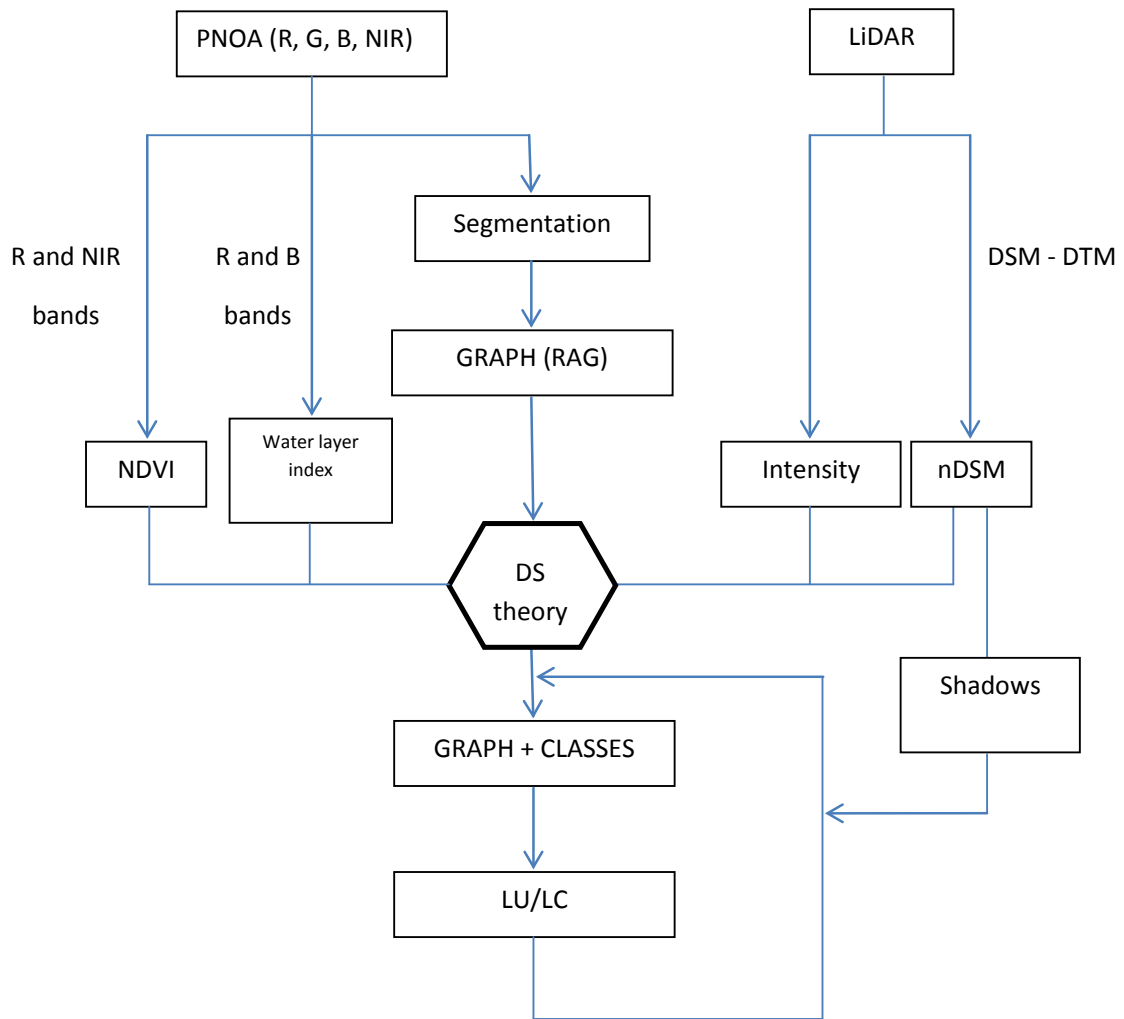 PNOA (R, G, B, NIR)
LiDAR
Segmentation
R and NIR
bands
R and B
bands
DSM - DTM
GRAPH (RAG)
NDVI
Water layer
index
Intensity
nDSM
DS
theory
Shadows
GRAPH + CLASSES
LU/LC